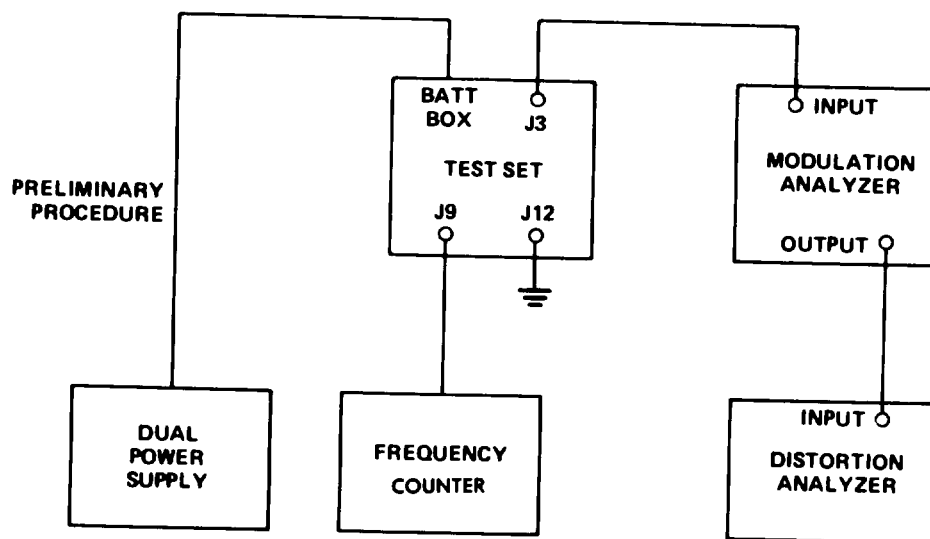 BATT
BOX
J3
TEST SET
J9
J12
INPUT
MODULATION
ANALYZER
OUTPUT
PRELIMINARY
PROCEDURE
DUAL
POWER
SUPPLY
FREQUENCY
COUNTER
INPUT
DISTORTION
ANALYZER